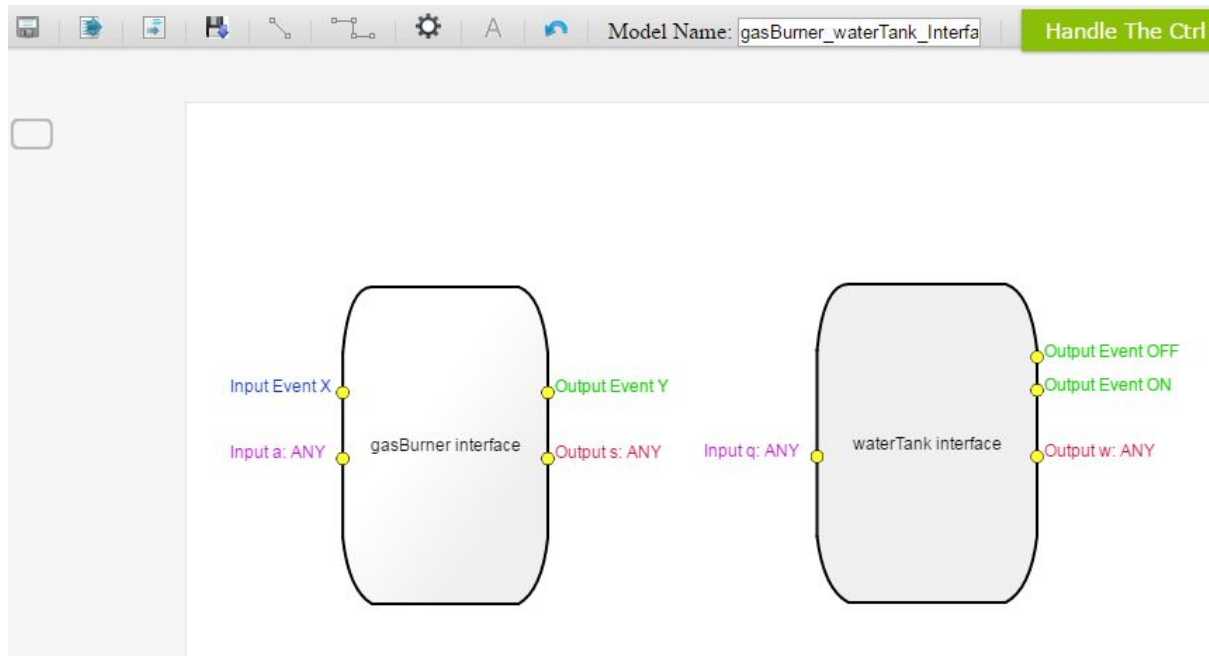 A
Model Name:
gasBurner_waterTank_Interfa
Handle The Ctrl
Input Event X
Input a: ANY
gasBurner interface
Output Event Y
Output s: ANY
Input q: ANY
waterTank interface
Output Event OFF
Output Event ON
Output w: ANY